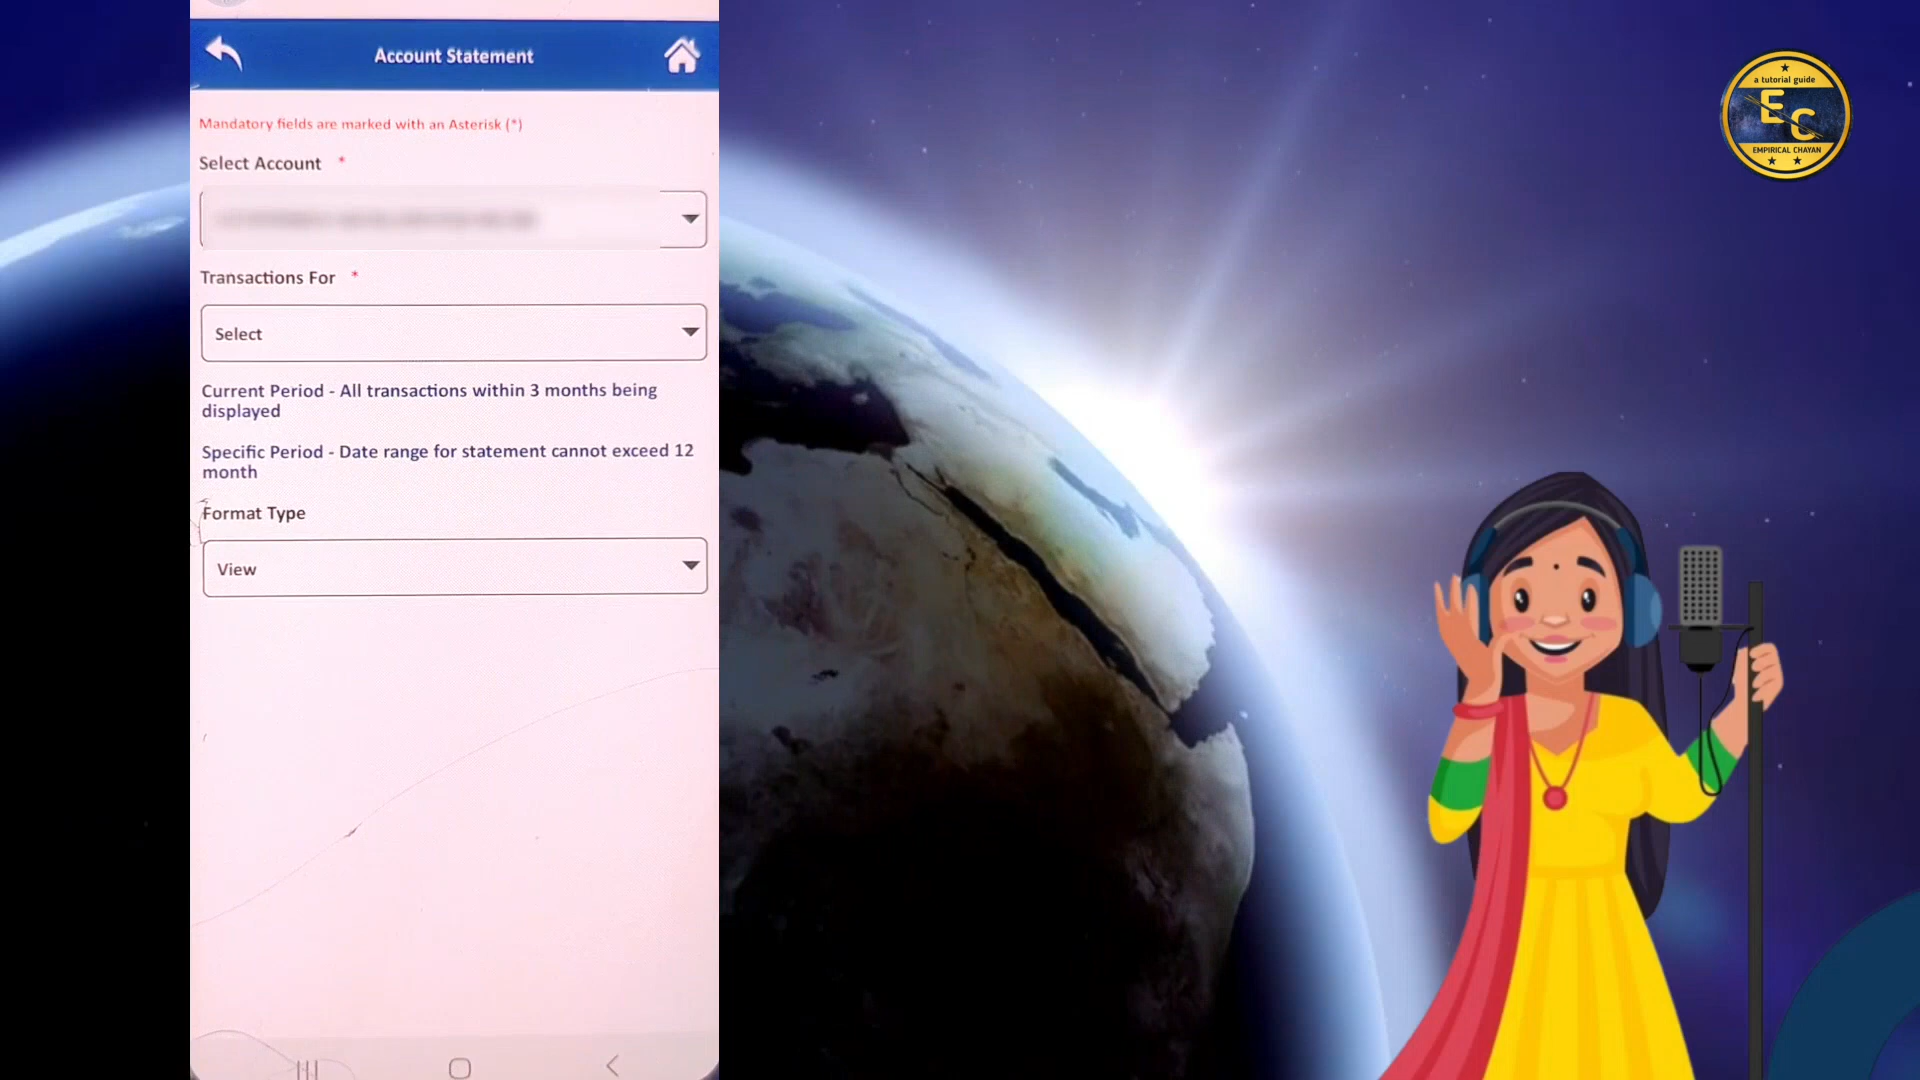 Account Statement
Mandatory fields are marked with an Asterisk (*)
Select Account *
Transactions For *
Select
Current Period - All transactions within 3 months being
displayed
Specific Period - Date range for statement cannot exceed 12
month
Format Type
View
a tutorial guide
E
C
EMPIRICAL CHAYAN